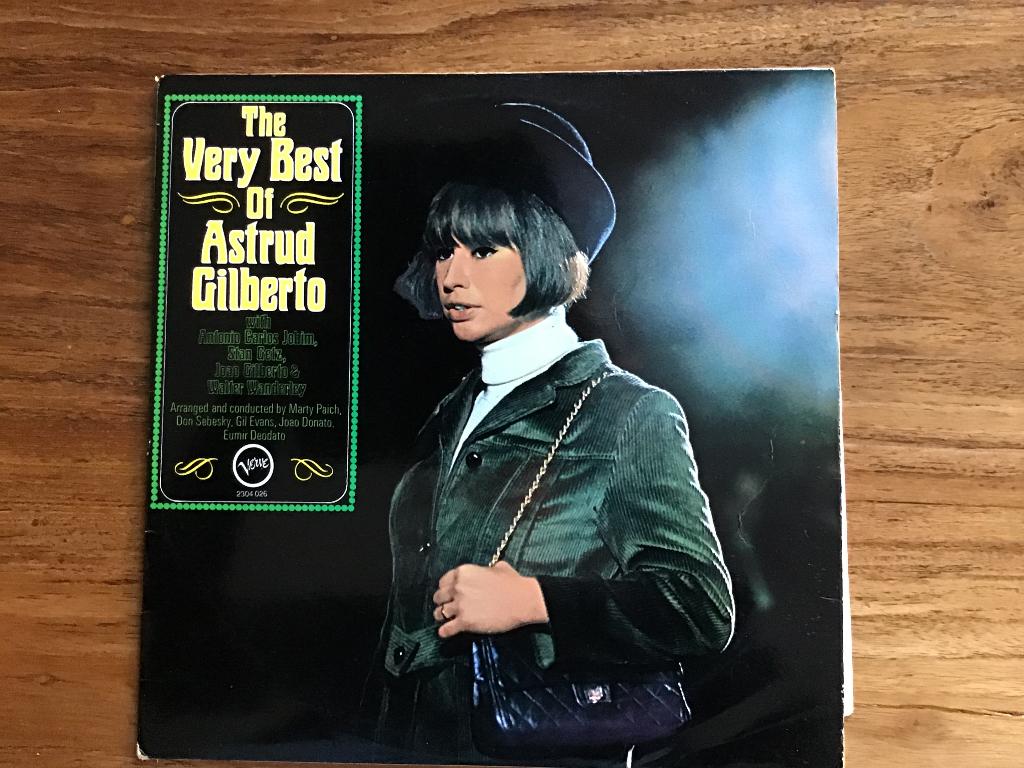 The
Very Best
Of
Astrud
Gilberto
with
Antonio Carlos Jobim,
Stan Getz,
Joao Gilberto &
Walter Wanderley
Arranged and conducted by Marty Paich,
Don Sebesky, Gil Evans, Joao Donato,
Eumir Deodato
Verve
2304 026